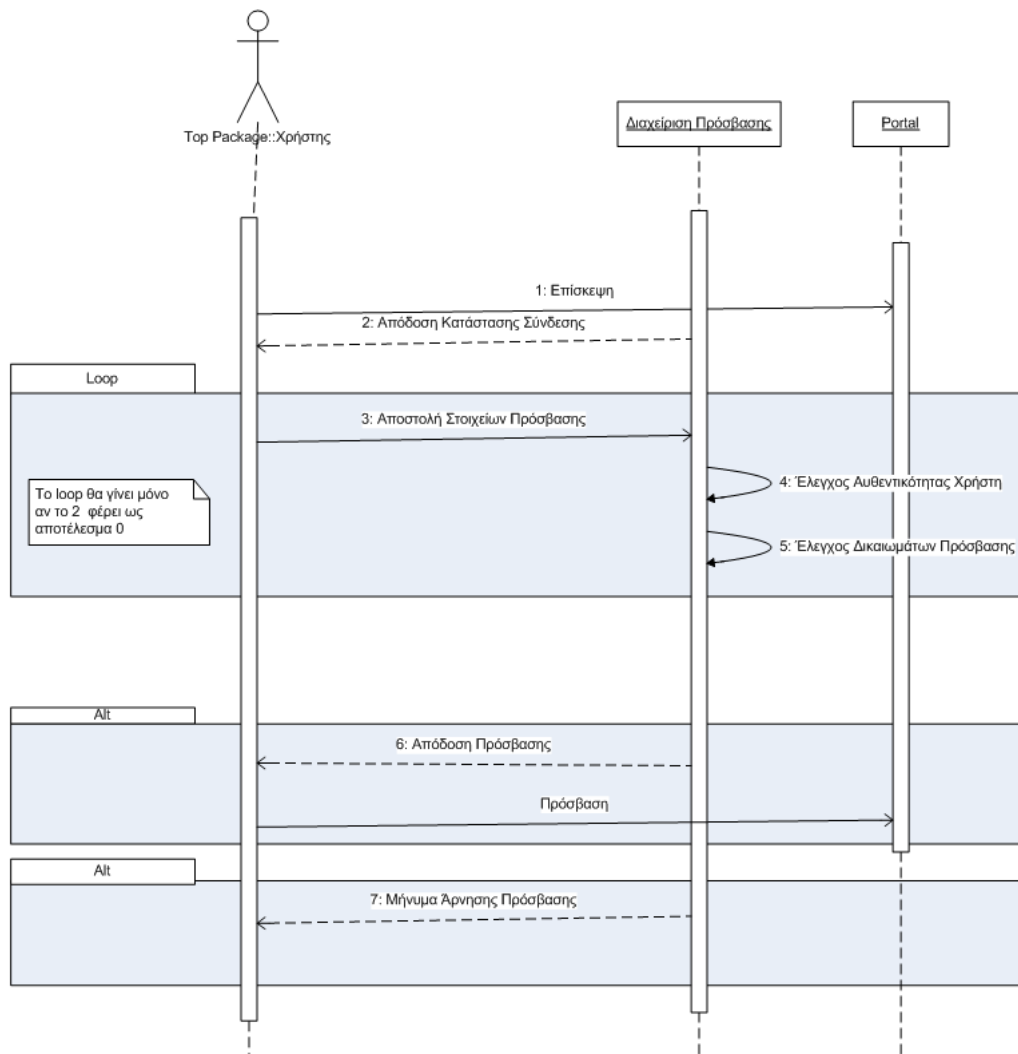 Top Package::Χρήστης
Διαχείριση Πρόσβασης
Portal
1: Επίσκεψη
2: Απόδοση Κατάστασης Σύνδεσης
Loop
3: Αποστολή Στοιχείων Πρόσβασης
Το loop θα γίνει μόνο
αν το 2 φέρει ως
αποτέλεσμα 0
4: Έλεγχος Αυθεντικότητας Χρήστη
5: Έλεγχος Δικαιωμάτων Πρόσβασης
Alt
6: Απόδοση Πρόσβασης
Πρόσβαση
Alt
7: Μήνυμα Άρνησης Πρόσβασης